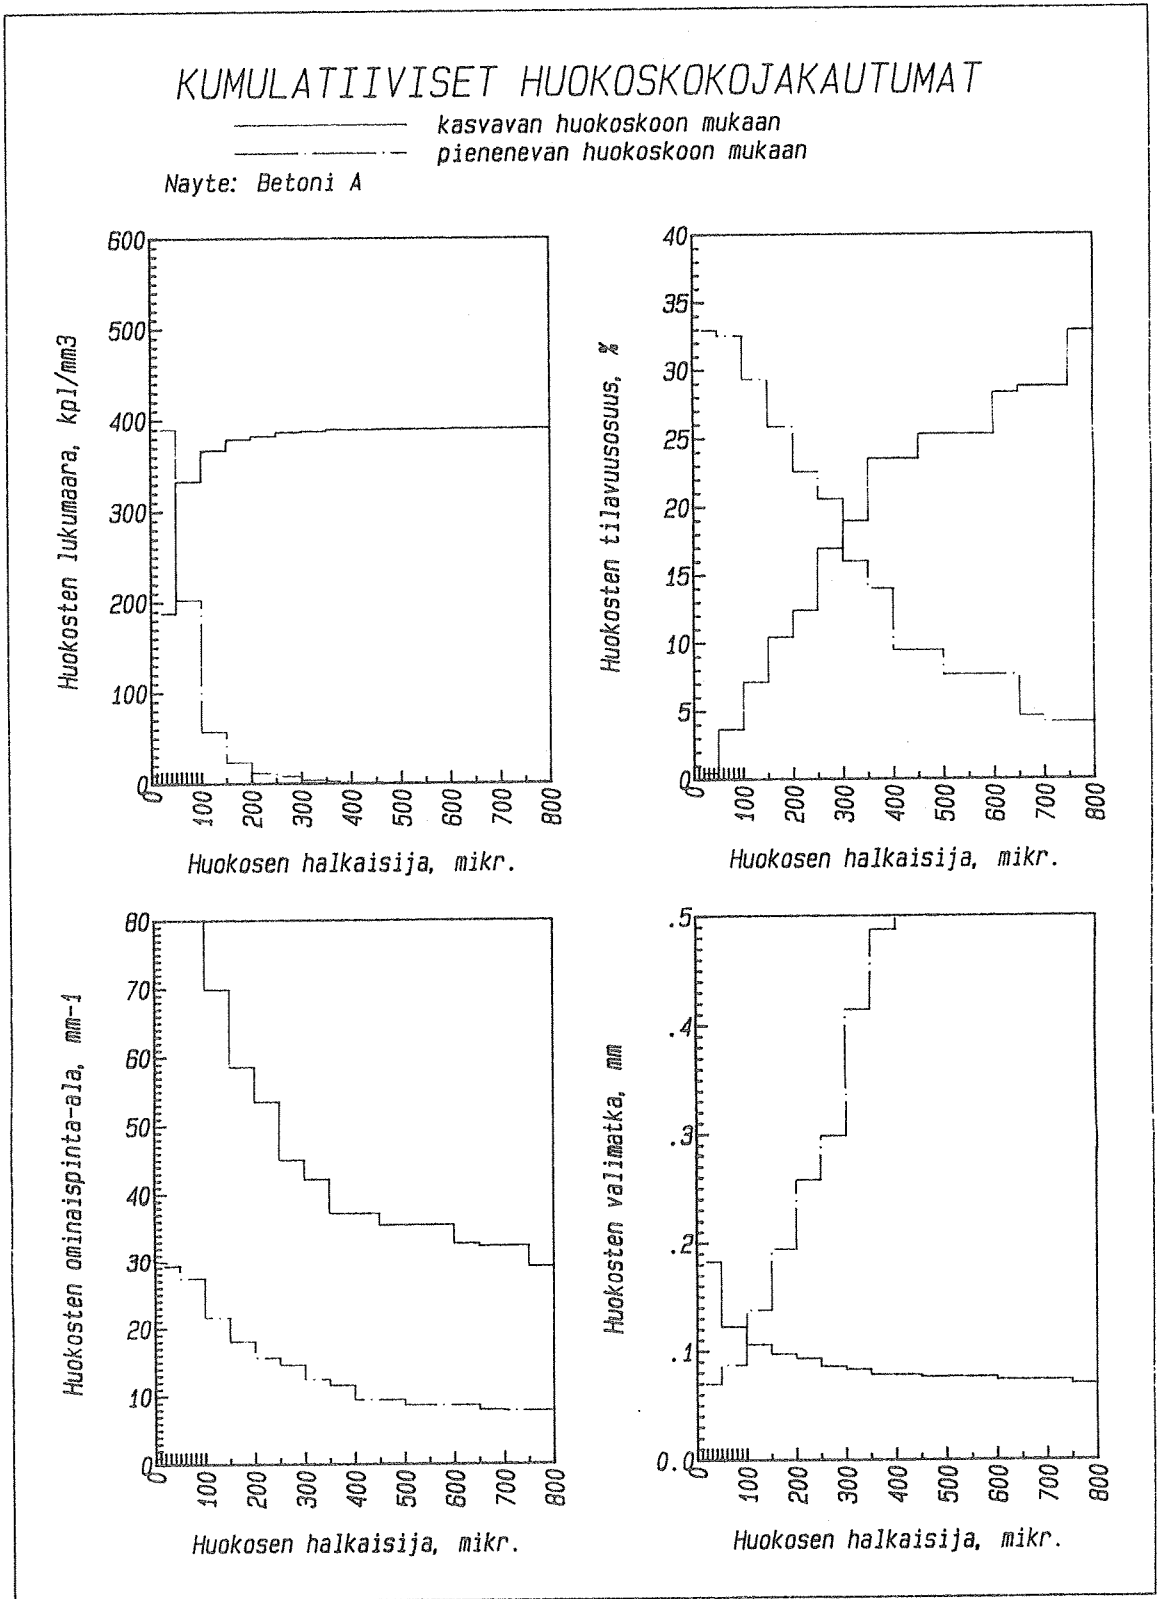 KUMULATIIVISET HUOKOSKOKOJAKAUTUMAT
kasvavan huokoskoon mukaan
pienenevan huokoskoon mukaan
Nayte: Betoni A
Huokosten lukumaara, kpl/mm3
600
500
400
300
200
100
0
0 100 200 300 400 500 600 700 800
Huokosen halkaisija, mikr.
Huokosten tilavuusosuus, %
40
35
30
25
20
15
10
5
0
0 100 200 300 400 500 600 700 800
Huokosen halkaisija, mikr.
Huokosten ominaispinta-ala, mm-1
80
70
60
50
40
30
20
10
0
0 100 200 300 400 500 600 700 800
Huokosen halkaisija, mikr.
Huokosten valimatka, mm
.5
.4
.3
.2
.1
0.0
0 100 200 300 400 500 600 700 800
Huokosen halkaisija, mikr.